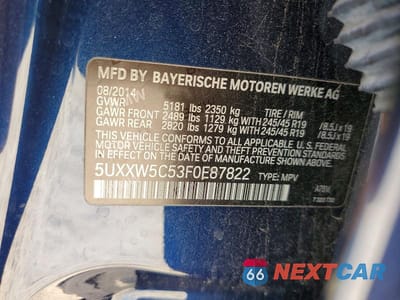 MFD BY BAYERISCHE MOTOREN WERKE AG
08/2014
GVWR 5181 lbs 2350 kg TIRE / RIM
GAWR FRONT 2489 lbs 1129 kg WITH 245/45 R19 / 8.5J x 19
GAWR REAR 2820 lbs 1279 kg WITH 245/45 R19 / 8.5J x 19
THIS VEHICLE CONFORMS TO ALL APPLICABLE U.S. FEDERAL
MOTOR VEHICLE SAFETY STANDARDS IN EFFECT ON
THE DATE OF MANUFACTURE SHOWN ABOVE.
5UXXW5C53F0E87822 TYPE: MPV
66 NEXTCAR